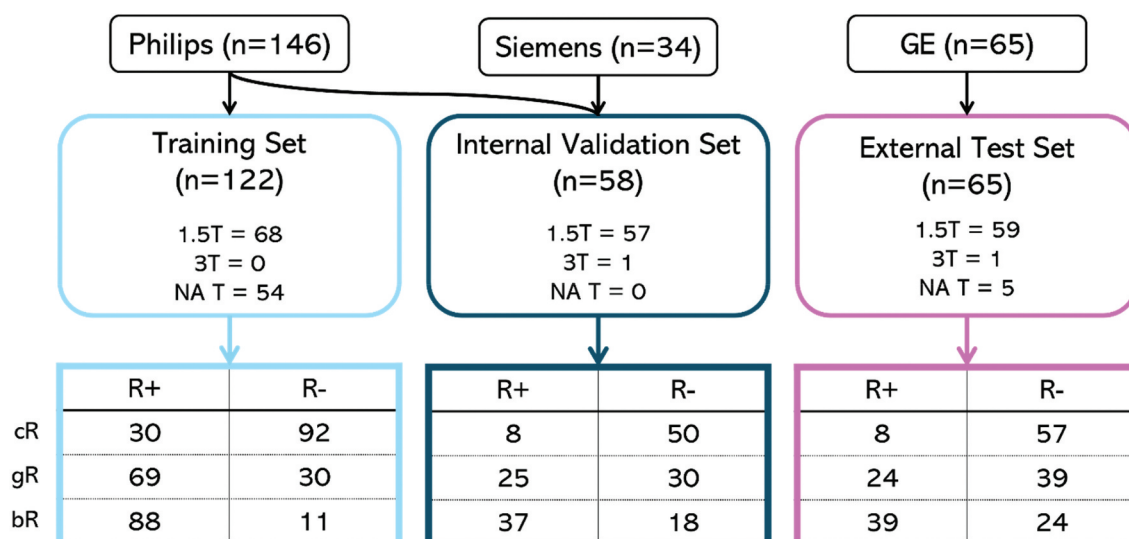 Philips (n=146)
Siemens (n=34)
GE (n=65)
Training Set
(n=122)
1.5T = 68
3T = 0
NA T = 54
Internal Validation Set
(n=58)
1.5T = 57
3T = 1
NA T = 0
External Test Set
(n=65)
1.5T = 59
3T = 1
NA T = 5
R+ R- R+ R- R+ R-
cR 30 92 8 50 8 57
gR 69 30 25 30 24 39
bR 88 11 37 18 39 24